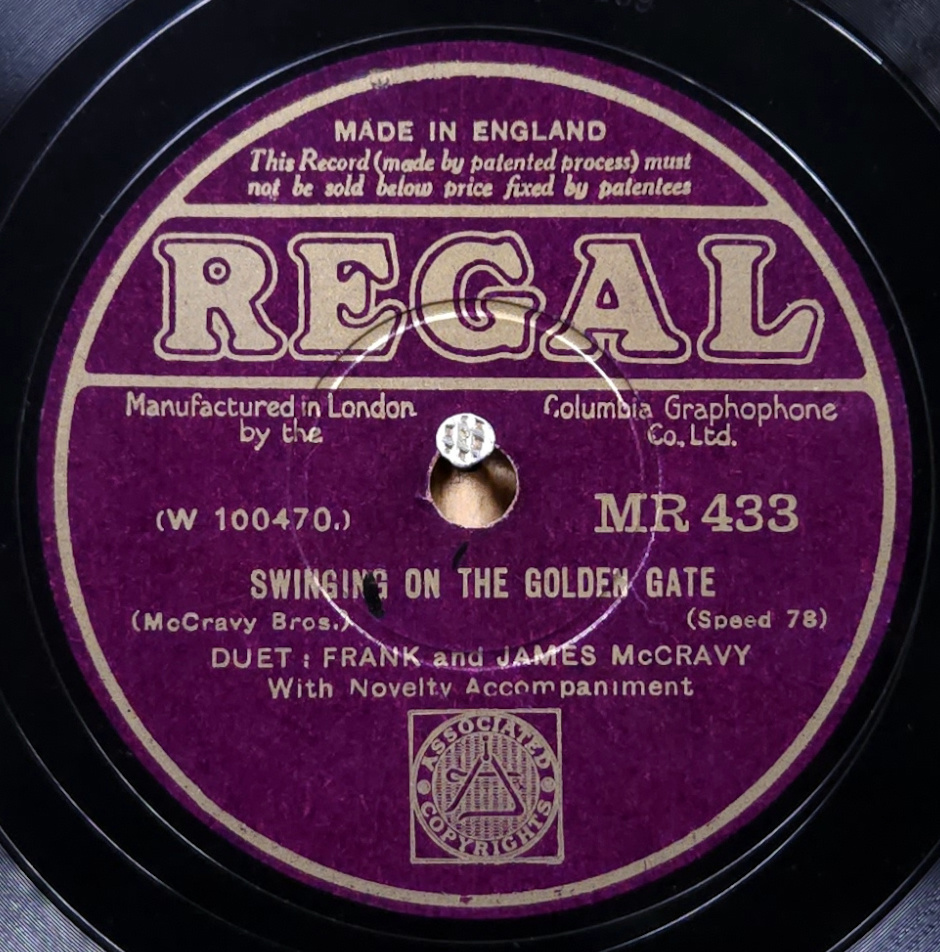 MADE IN ENGLAND
This Record (made by patented process) must
not be sold below price fixed by patentees
REGAL
Manufactured in London
by the
Columbia Graphophone
Co., Ltd.
(W 100470.)
MR 433
SWINGING ON THE GOLDEN GATE
(McCravy Bros.)
(Speed 78)
DUET : FRANK and JAMES McCRAVY
With Novelty Accompaniment
ASSOCIATED
COPYRIGHTS